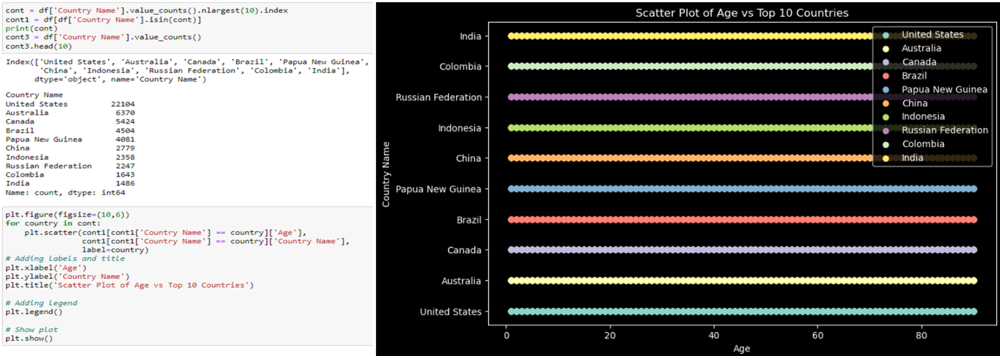 cont = df['Country Name'].value_counts().nlargest(10).index
cont1 = df[df['Country Name'].isin(cont)]
print(cont)
cont3 = df['Country Name'].value_counts()
cont3.head(10)
Index(['United States', 'Australia', 'Canada', 'Brazil', 'Papua New Guinea',
'China', 'Indonesia', 'Russian Federation', 'Colombia', 'India'],
dtype='object', name='Country Name')
Country Name
United States 22104
Australia 6370
Canada 5424
Brazil 4504
Papua New Guinea 4081
China 2779
Indonesia 2358
Russian Federation 2247
Colombia 1643
India 1486
Name: count, dtype: int64
plt.figure(figsize=(10,6))
for country in cont:
plt.scatter(cont1[cont1['Country Name'] == country]['Age'],
cont1[cont1['Country Name'] == country]['Country Name'],
label=country)
# Adding labels and title
plt.xlabel('Age')
plt.ylabel('Country Name')
plt.title('Scatter Plot of Age vs Top 10 Countries')
# Adding Legend
plt.legend()
# Show plot
plt.show()
Scatter Plot of Age vs Top 10 Countries
Country Name
India
Colombia
Russian Federation
Indonesia
China
Papua New Guinea
Brazil
Canada
Australia
United States
United States
Australia
Canada
Brazil
Papua New Guinea
China
Indonesia
Russian Federation
Colombia
India
0 20 40 60 80
Age